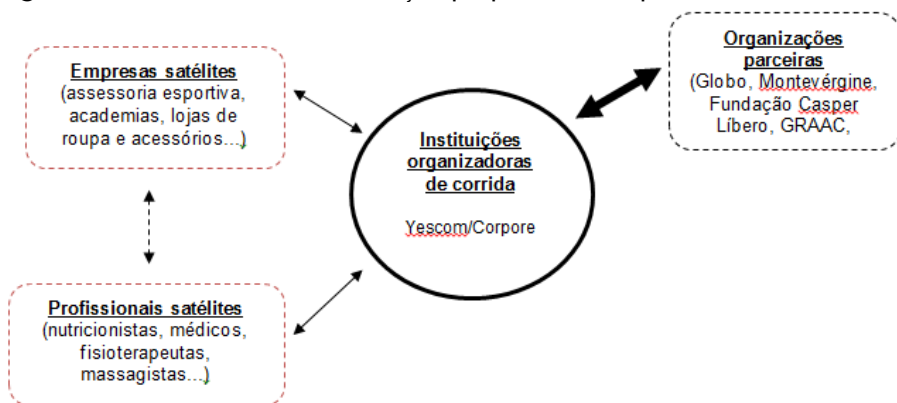 Empresas satélites
(assessoria esportiva,
academias, lojas de
roupa e acessórios...)
Instituições
organizadoras
de corrida
Yescom/Corpore
Organizações
parceiras
(Globo, Montevérgine,
Fundação Casper
Líbero, GRAAC,
Profissionais satélites
(nutricionistas, médicos,
fisioterapeutas,
massagistas...)